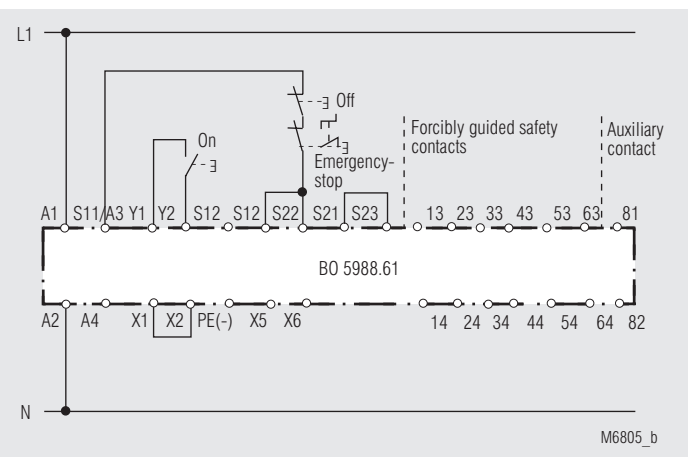 L1
Off
On
Forcibly guided safety
contacts
Auxiliary
contact
Emergency-
stop
A1 S11/A3 Y1 Y2 S12 S12 S22 S21 S23 13 23 33 43 53 63 81
BO 5988.61
A2 A4 X1 X2 PE(-) X5 X6 14 24 34 44 54 64 82
N
M6805_b